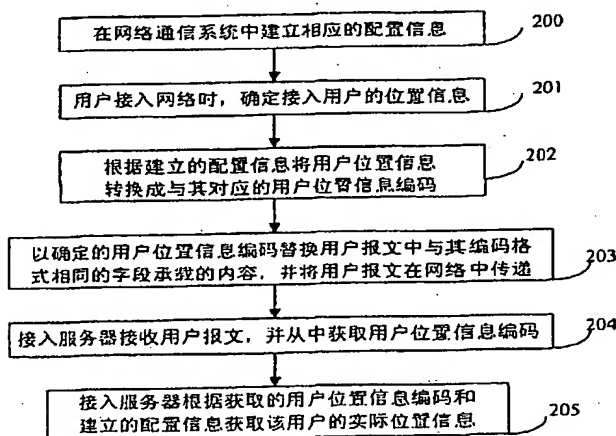 在网络通信系统中建立相应的配置信息
200
用户接入网络时，确定接入用户的位置信息
201
根据建立的配置信息将用户位置信息
转换成与其对应的用户位置信息编码
202
以确定的用户位置信息编码替换用户报文中与其编码格
式相同的字段承载的内容，并将用户报文在网络中传递
203
接入服务器接收用户报文，并从中获取用户位置信息编码
204
接入服务器根据获取的用户位置信息编码和
建立的配置信息获取该用户的实际位置信息
205